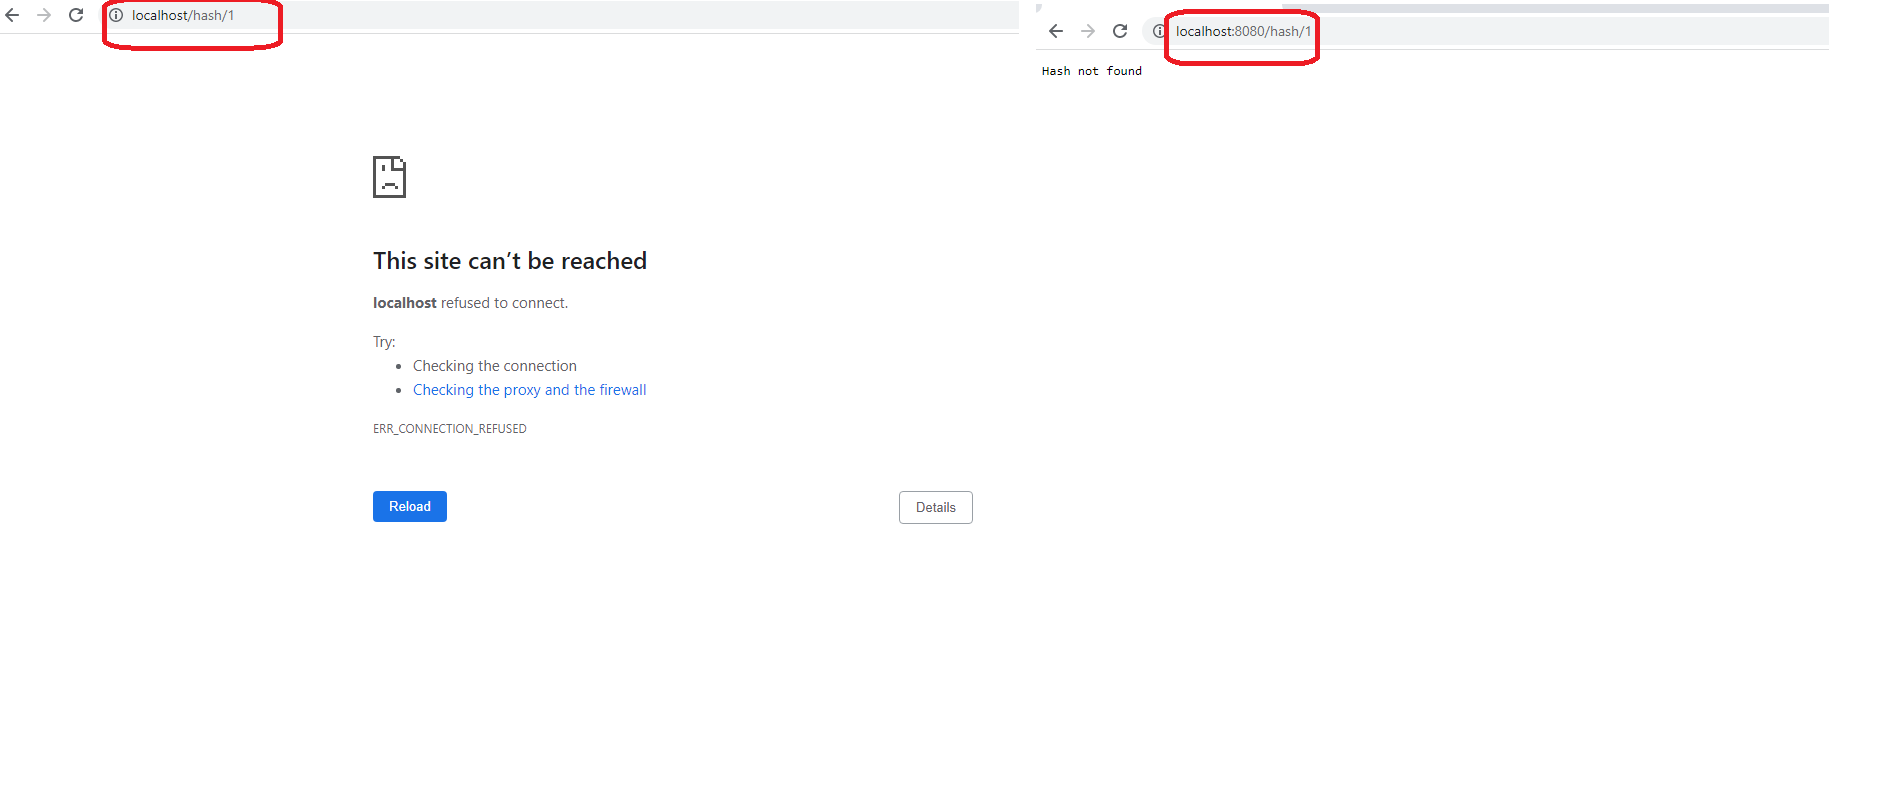 localhost/hash/1
This site can’t be reached
localhost refused to connect.
Try:
• Checking the connection
• Checking the proxy and the firewall
ERR_CONNECTION_REFUSED
Reload
Details
localhost:8080/hash/1
Hash not found